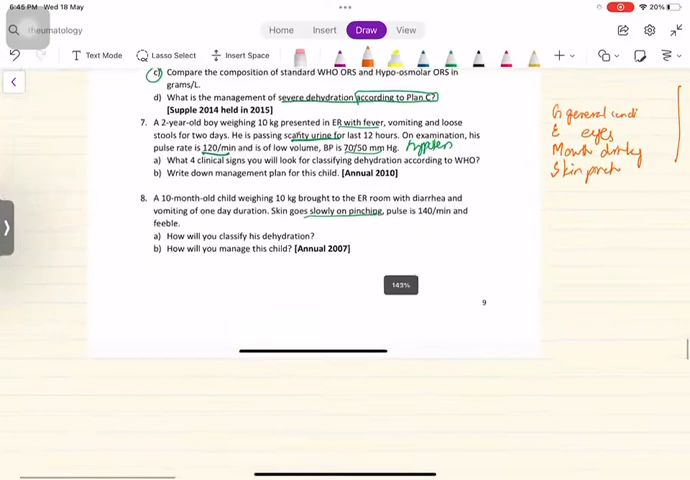 6:45 PM Wed 18 May
20%
rheumatology
Home Insert Draw View
Text Mode Lasso Select Insert Space
c) Compare the composition of standard WHO ORS and Hypo-osmolar ORS in
grams/L.
d) What is the management of severe dehydration according to Plan C?
[Supple 2014 held in 2015]
7. A 2-year-old boy weighing 10 kg presented in ER with fever, vomiting and loose
stools for two days. He is passing scanty urine for last 12 hours. On examination, his
pulse rate is 120/min and is of low volume, BP is 70/50 mm Hg.
a) What 4 clinical signs you will look for classifying dehydration according to WHO?
b) Write down management plan for this child. [Annual 2010]
8. A 10-month-old child weighing 10 kg brought to the ER room with diarrhea and
vomiting of one day duration. Skin goes slowly on pinching, pulse is 140/min and
feeble.
a) How will you classify his dehydration?
b) How will you manage this child? [Annual 2007]
143%
9
General condi
E eyes
Mouth
Skin pinch